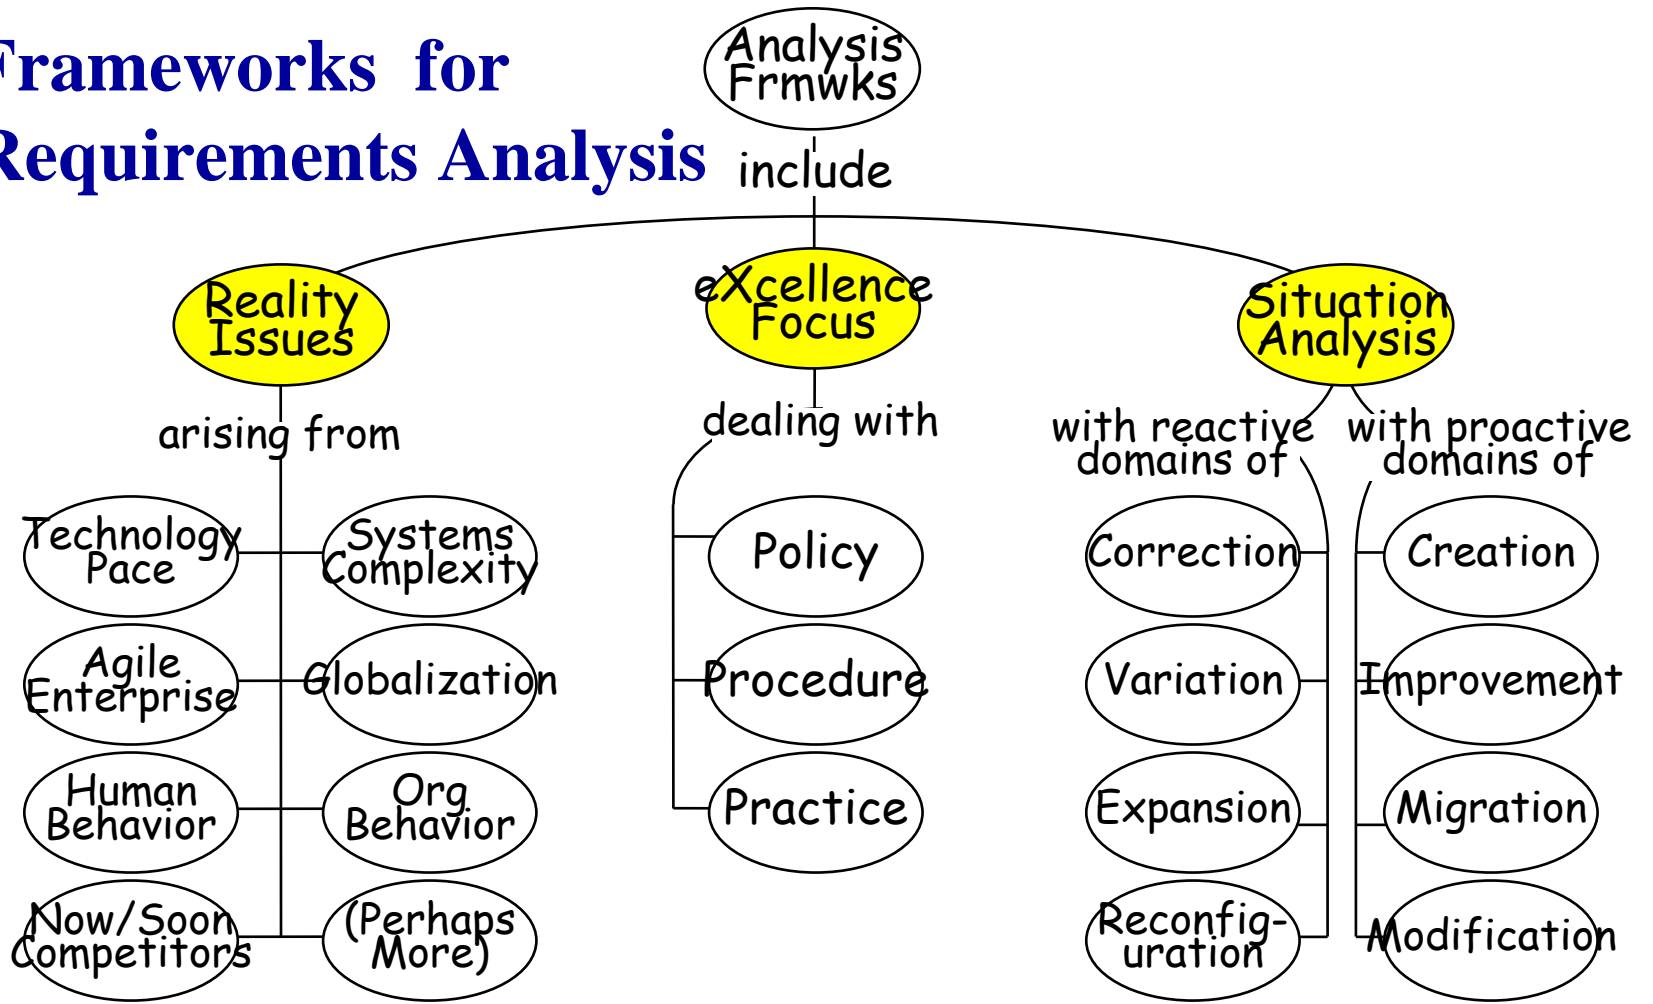 Frameworks for
Requirements Analysis
Analysis
Frmwks
include
Reality
Issues
eXcellence
Focus
Situation
Analysis
arising from
dealing with
with reactive
domains of
with proactive
domains of
Technology
Pace
Systems
Complexity
Agile
Enterprise
Globalization
Human
Behavior
Org
Behavior
Now/Soon
Competitors
(Perhaps
More)
Policy
Procedure
Practice
Correction
Variation
Expansion
Reconfig-
uration
Creation
Improvement
Migration
Modification